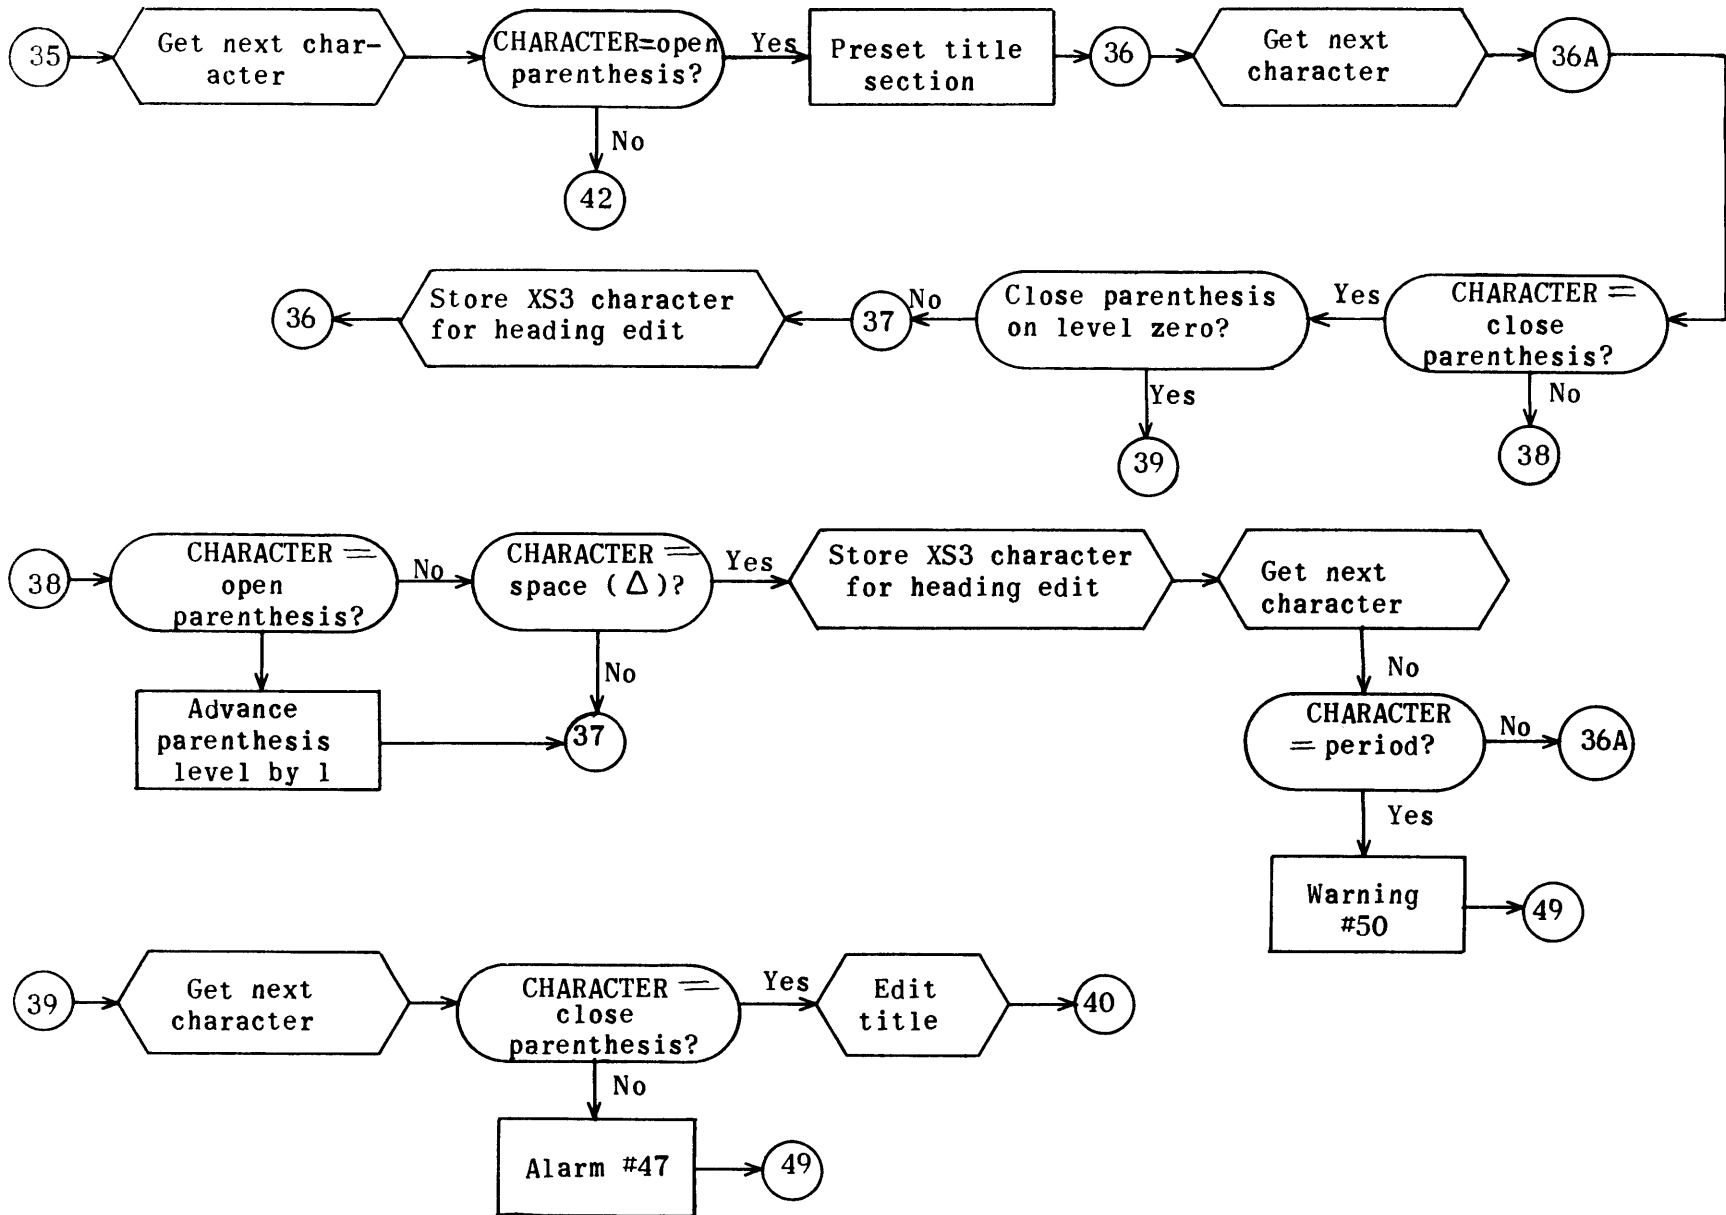 35
Get next char-
acter
CHARACTER=open
parenthesis?
Yes
Preset title
section
36
Get next
character
36A
No
42
36
Store XS3 character
for heading edit
37
No
Close parenthesis
on level zero?
Yes
CHARACTER =
close
parenthesis?
Yes
39
No
38
38
CHARACTER =
open
parenthesis?
No
CHARACTER =
space (Δ)?
Yes
Store XS3 character
for heading edit
Get next
character
Advance
parenthesis
level by 1
No
37
No
CHARACTER
= period?
No
36A
Yes
Warning
#50
49
39
Get next
character
CHARACTER =
close
parenthesis?
Yes
Edit
title
40
No
Alarm #47
49